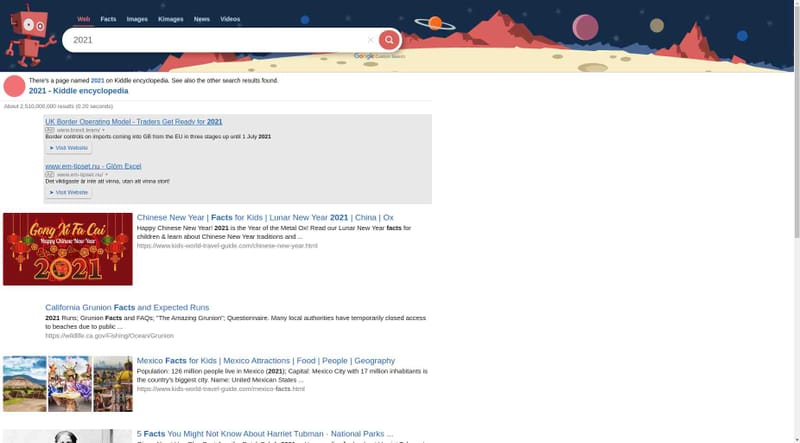 Web Facts Images Kimages News Videos
2021
Google Custom Search
There's a page named 2021 on Kiddle encyclopedia. See also the other search results found.
2021 - Kiddle encyclopedia
About 2,510,000,000 results (0.20 seconds)
UK Border Operating Model - Traders Get Ready for 2021
Ad www.brexit.team/
Border controls on imports coming into GB from the EU in three stages up until 1 July 2021
➤ Visit Website
www.em-tipset.nu - Glöm Excel
Ad www.em-tipset.nu/
Det viktigaste är inte att vinna, utan att vinna stort!
➤ Visit Website
Gong Xi Fa Cai
Happy Chinese New Year
2021
Chinese New Year | Facts for Kids | Lunar New Year 2021 | China | Ox
Happy Chinese New Year! 2021 is the Year of the Metal Ox! Read our Lunar New Year facts for
children & learn about Chinese New Year traditions and ...
https://www.kids-world-travel-guide.com/chinese-new-year.html
California Grunion Facts and Expected Runs
2021 Runs; Grunion Facts and FAQs; "The Amazing Grunion"; Questionnaire. Many local authorities have temporarily closed access
to beaches due to public ...
https://wildlife.ca.gov/Fishing/Ocean/Grunion
Mexico Facts for Kids | Mexico Attractions | Food | People | Geography
Population: 126 million people live in Mexico (2021); Capital: Mexico City with 17 million inhabitants is
the country's biggest city. Name: United Mexican States ...
https://www.kids-world-travel-guide.com/mexico-facts.html
5 Facts You Might Not Know About Harriet Tubman - National Parks ...